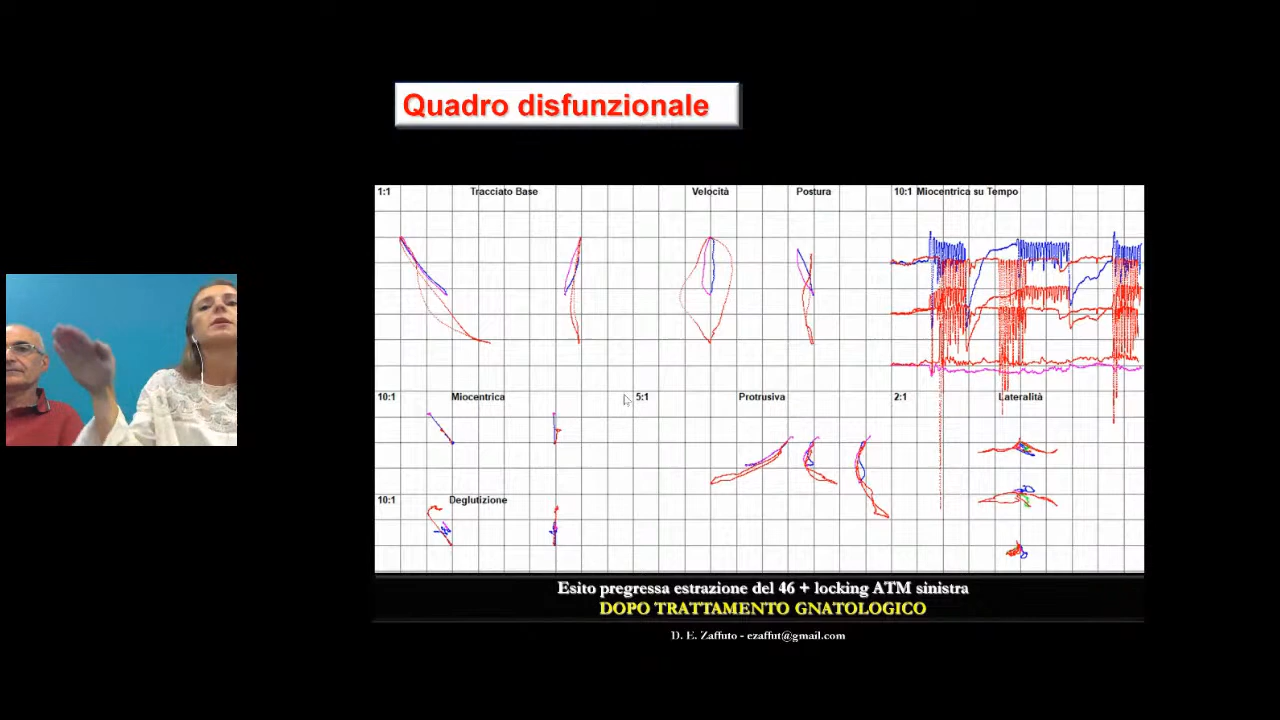 Quadro disfunzionale
1:1 Tracciato Base Velocità Postura 10:1 Miocentrica su Tempo
10:1 Miocentrica 5:1 Protrusiva 2:1 Lateralità
10:1 Deglutizione
Esito pregressa estrazione del 46 + locking ATM sinistra
DOPO TRATTAMENTO GNATOLOGICO
D. E. Zaffuto - ezaffut@gmail.com